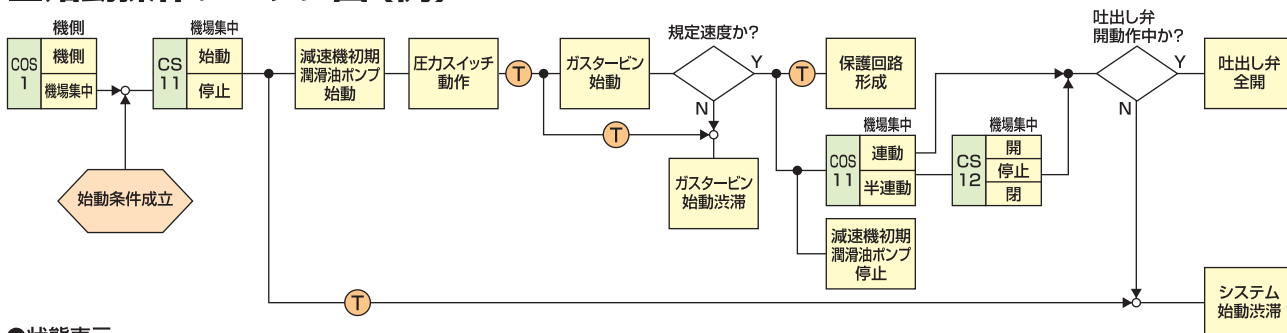 機側
COS
1
機側
機場集中
機場集中
CS
11
始動
停止
始動条件成立
減速機初期
潤滑油ポンプ
始動
圧力スイッチ
動作
T
T
ガスタービン
始動
規定速度か?
Y
N
ガスタービン
始動渋滞
T
保護回路
形成
機場集中
COS
11
連動
半連動
減速機初期
潤滑油ポンプ
停止
機場集中
CS
12
開
停止
閉
吐出し弁
開動作中か?
Y
N
吐出し弁
全開
T
システム
始動渋滞